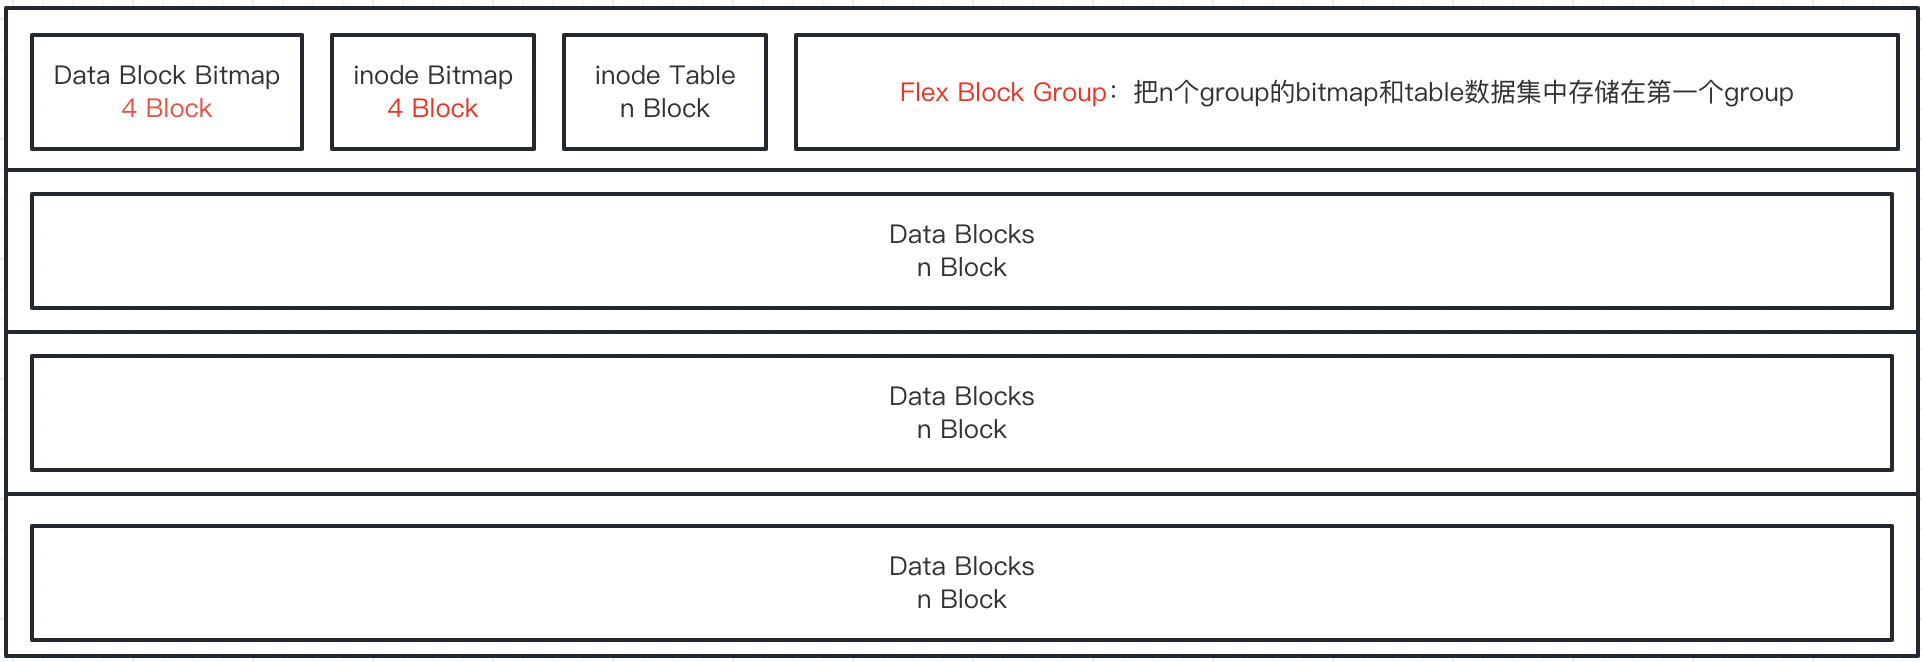 Data Block Bitmap
4 Block
inode Bitmap
4 Block
inode Table
n Block
Flex Block Group：把n个group的bitmap和table数据集中存储在第一个group
Data Blocks
n Block
Data Blocks
n Block
Data Blocks
n Block